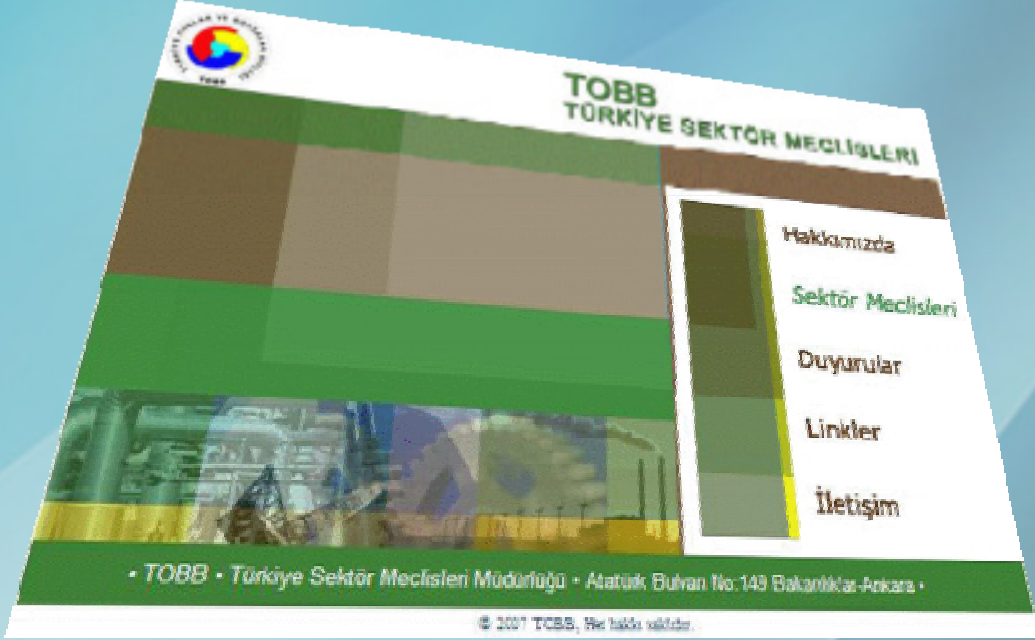 TOBB
TOBB
TÜRKİYE SEKTÖR MECLİSLERİ
Hakkımızda
Sektör Meclisleri
Duyurular
Linkler
İletişim
• TOBB • Türkiye Sektör Meclisleri Müdürlüğü • Atatürk Bulvarı No:149 Bakanlıklar-Ankara •
© 2007 TOBB, Her hakkı saklıdır.